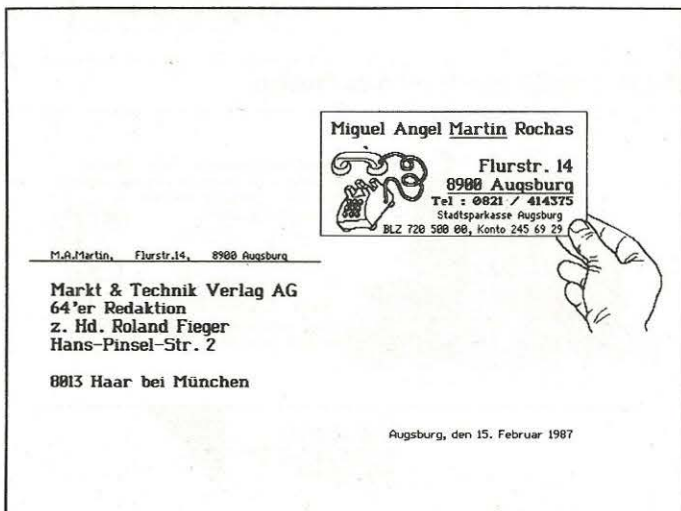 Miguel Angel Martin Rochas
Flurstr. 14
8900 Augsburg
Tel : 0821 / 414375
Stadtsparkasse Augsburg
BLZ 720 500 00, Konto 245 69 29
M.A.Martin, Flurstr.14, 8900 Augsburg
Markt & Technik Verlag AG
64'er Redaktion
z. Hd. Roland Fieger
Hans-Pinsel-Str. 2
8013 Haar bei München
Augsburg, den 15. Februar 1987